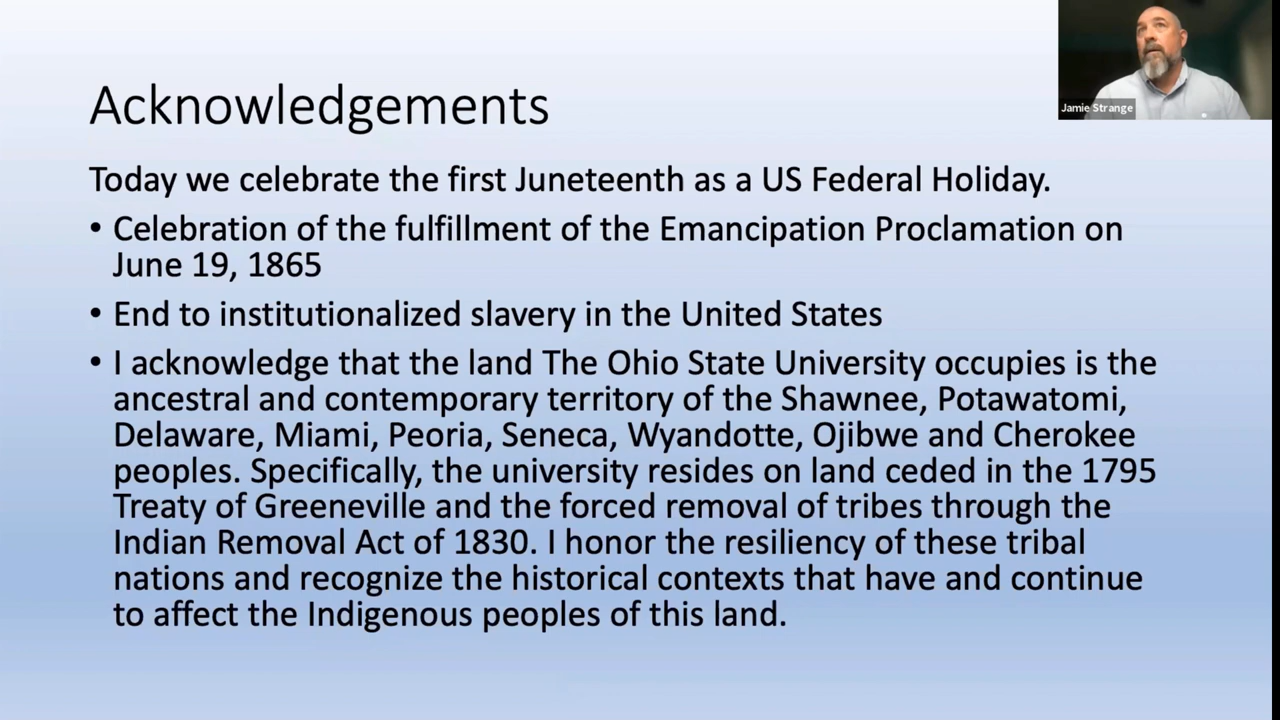 Jamie Strange
Acknowledgements
Today we celebrate the first Juneteenth as a US Federal Holiday.
• Celebration of the fulfillment of the Emancipation Proclamation on
June 19, 1865
• End to institutionalized slavery in the United States
• I acknowledge that the land The Ohio State University occupies is the
ancestral and contemporary territory of the Shawnee, Potawatomi,
Delaware, Miami, Peoria, Seneca, Wyandotte, Ojibwe and Cherokee
peoples. Specifically, the university resides on land ceded in the 1795
Treaty of Greeneville and the forced removal of tribes through the
Indian Removal Act of 1830. I honor the resiliency of these tribal
nations and recognize the historical contexts that have and continue
to affect the Indigenous peoples of this land.